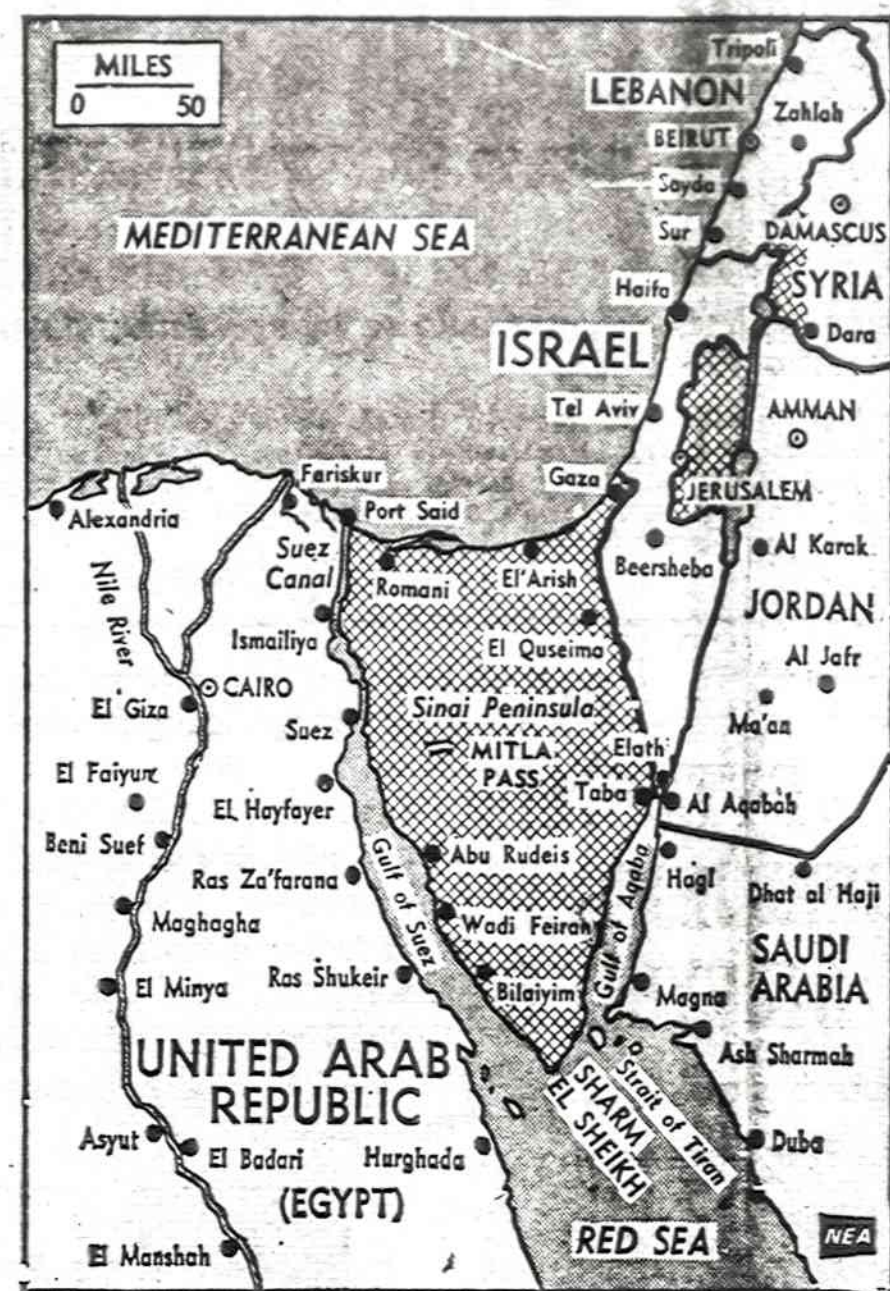 MILES
0 50
Tripoli
LEBANON
Zahlah
BEIRUT
Sayda
DAMASCUS
Sur
MEDITERRANEAN SEA
SYRIA
Haifa
Dara
ISRAEL
Tel Aviv
AMMAN
Gaza
JERUSALEM
Fariskur
Alexandria
Port Said
Suez
Canal
Romani
El'Arish
Beersheba
Al Karak
Nile River
JORDAN
Ismailiya
El Quseima
Al Jafr
CAIRO
El Giza
Sinai Peninsula
Ma'an
Suez
MITLA
PASS
Elath
El Faiyum
Taba
Al Aqabah
El Hayfayer
Beni Suef
Abu Rudeis
Gulf of Suez
Gulf of Aqaba
Haql
Ras Za'farana
Dhat al Hajj
Maghagha
Wadi Feiran
SAUDI
ARABIA
Ras Shukeir
Bilaiyim
El Minya
Magna
UNITED ARAB
REPUBLIC
Ash Sharmah
Strait of Tiran
SHARM
EL SHEIKH
Asyut
El Badari
Hurghada
Duba
(EGYPT)
El Manshah
RED SEA
NEA